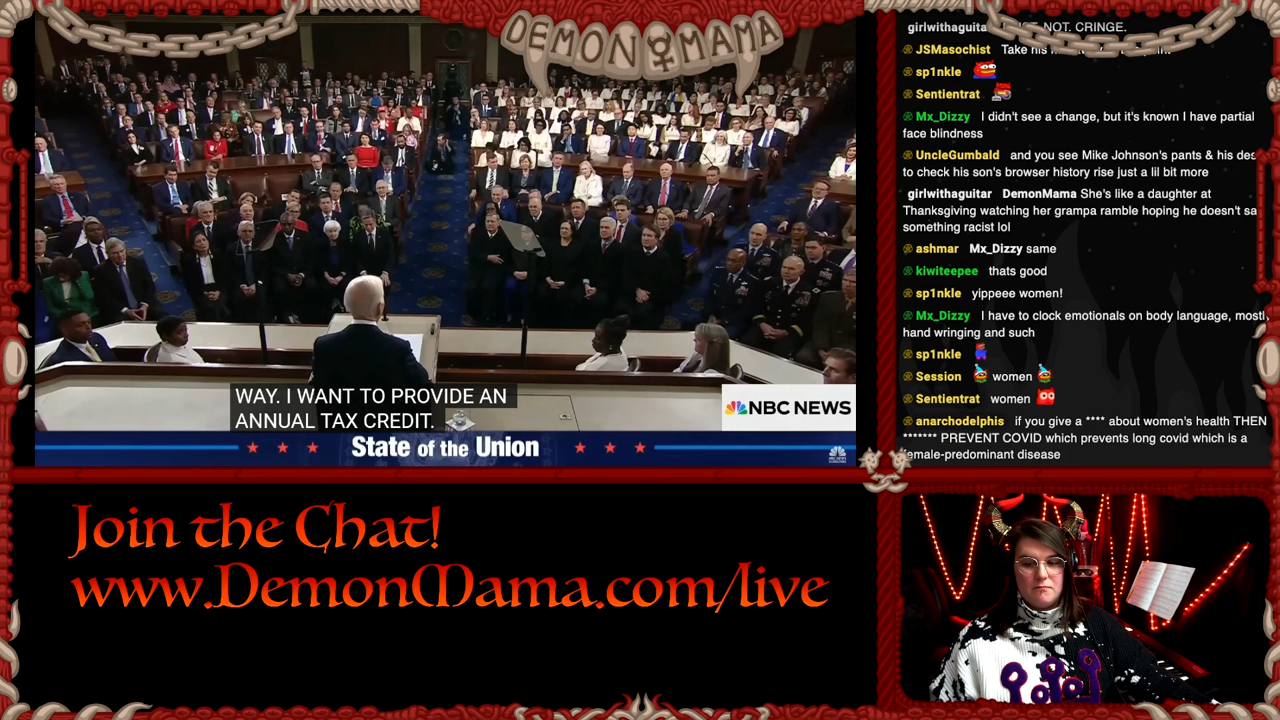 DEMON MAMA
girlwithaguita NOT. CRINGE.
JSMasochist Take his
sp1nkle
Sentientrat
Mx_Dizzy I didn't see a change, but it's known I have partial
face blindness
UncleGumbald and you see Mike Johnson's pants & his des
to check his son's browser history rise just a lil bit more
girlwithaguitar DemonMama She's like a daughter at
Thanksgiving watching her grampa ramble hoping he doesn't sa
something racist lol
ashmar Mx_Dizzy same
kiwiteepee thats good
sp1nkle yippeee women!
Mx_Dizzy I have to clock emotionals on body language, mostl
hand wringing and such
sp1nkle
Session women
Sentientrat women
anarchodelphis if you give a **** about women's health THEN
******* PREVENT COVID which prevents long covid which is a
female-predominant disease
WAY. I WANT TO PROVIDE AN
ANNUAL TAX CREDIT.
NBC NEWS
State of the Union
Join the Chat!
www.DemonMama.com/live